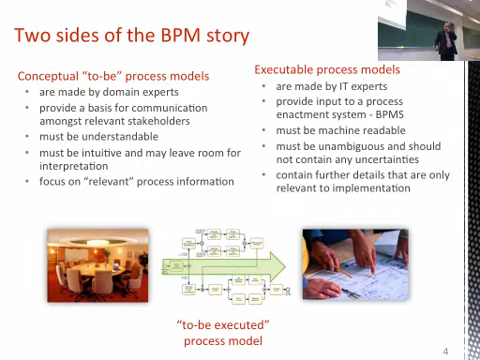 Two sides of the BPM story
Conceptual “to-be” process models
• are made by domain experts
• provide a basis for communication
amongst relevant stakeholders
• must be understandable
• must be intuitive and may leave room for
interpretation
• focus on “relevant” process information
Executable process models
• are made by IT experts
• provide input to a process
enactment system - BPMS
• must be machine readable
• must be unambiguous and should
not contain any uncertainties
• contain further details that are only
relevant to implementation
“to-be executed”
process model
4